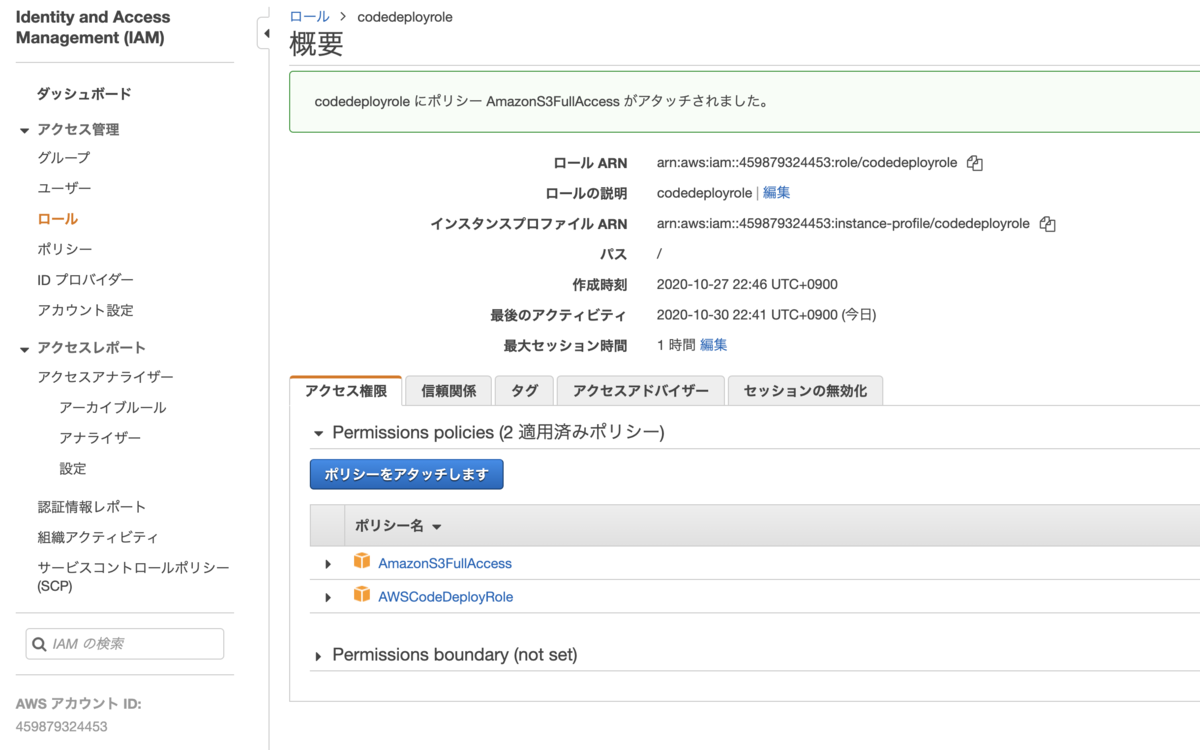 Identity and Access
Management (IAM)
ダッシュボード
アクセス管理
グループ
ユーザー
ロール
ポリシー
ID プロバイダー
アカウント設定
アクセスレポート
アクセスアナライザー
アーカイブルール
アナライザー
設定
認証情報レポート
組織アクティビティ
サービスコントロールポリシー
(SCP)
IAM の検索
AWS アカウント ID:
459879324453
ロール > codedeployrole
概要
codedeployrole にポリシー AmazonS3FullAccess がアタッチされました。
ロール ARN arn:aws:iam::459879324453:role/codedeployrole
ロールの説明 codedeployrole | 編集
インスタンスプロファイル ARN arn:aws:iam::459879324453:instance-profile/codedeployrole
パス /
作成時刻 2020-10-27 22:46 UTC+0900
最後のアクティビティ 2020-10-30 22:41 UTC+0900 (今日)
最大セッション時間 1 時間 編集
アクセス権限 信頼関係 タグ アクセスアドバイザー セッションの無効化
Permissions policies (2 適用済みポリシー)
ポリシーをアタッチします
ポリシー名
AmazonS3FullAccess
AWSCodeDeployRole
Permissions boundary (not set)